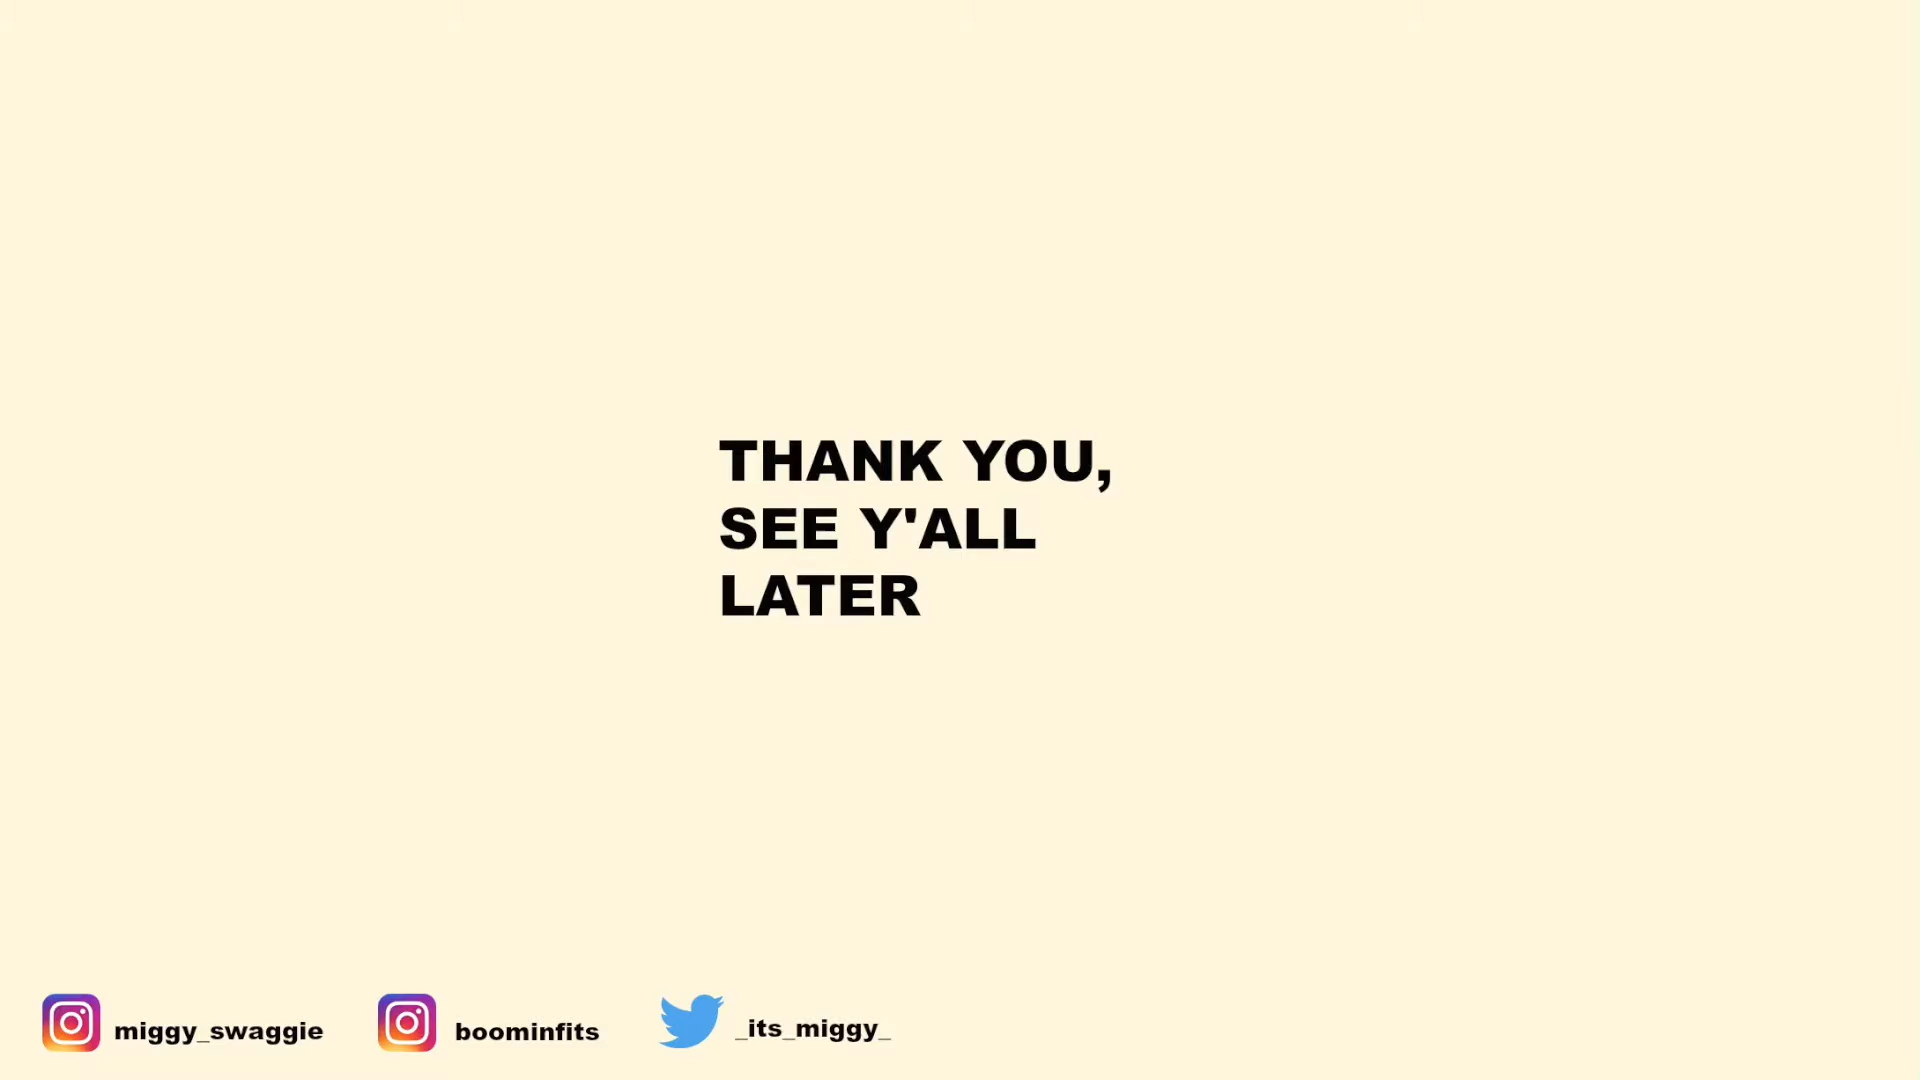 THANK YOU,
SEE Y'ALL
LATER
miggy_swaggie
boominfits
_its_miggy_